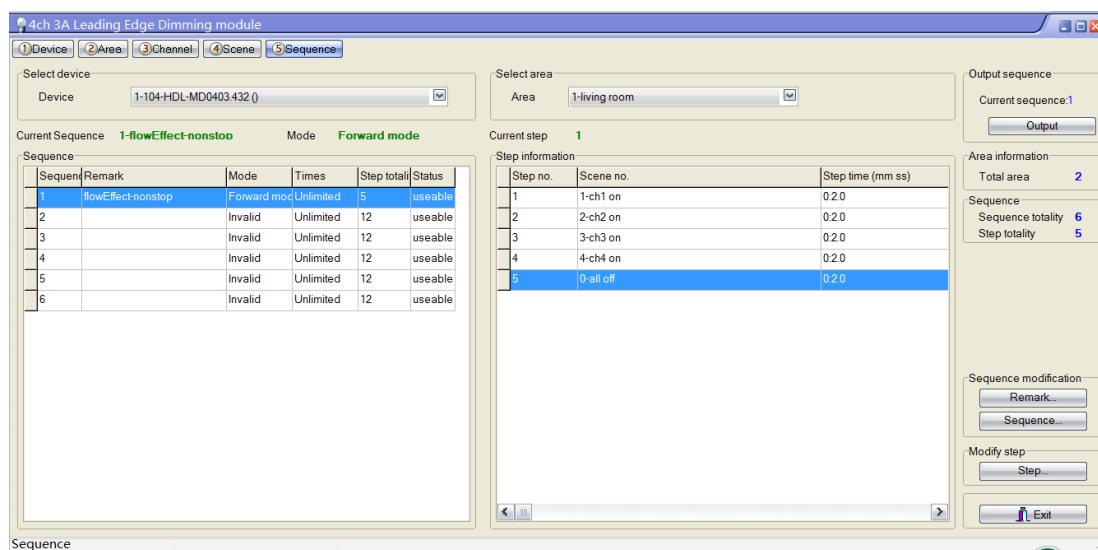 4ch 3A Leading Edge Dimming module
①Device ②Area ③Channel ④Scene ⑤Sequence
Select device
Device 1-104-HDL-MD0403.432 ()
Select area
Area 1-living room
Output sequence
Current sequence:1
Output
Current Sequence 1-flowEffect-nonstop Mode Forward mode
Current step 1
Sequence
Sequenc Remark Mode Times Step totali Status
1 flowEffect-nonstop Forward moc Unlimited 5 useable
2 Invalid Unlimited 12 useable
3 Invalid Unlimited 12 useable
4 Invalid Unlimited 12 useable
5 Invalid Unlimited 12 useable
6 Invalid Unlimited 12 useable
Step information
Step no. Scene no. Step time (mm ss)
1 1-ch1 on 0:2.0
2 2-ch2 on 0:2.0
3 3-ch3 on 0:2.0
4 4-ch4 on 0:2.0
5 0-all off 0:2.0
Area information
Total area 2
Sequence
Sequence totality 6
Step totality 5
Sequence modification
Remark...
Sequence...
Modify step
Step...
Exit
Sequence